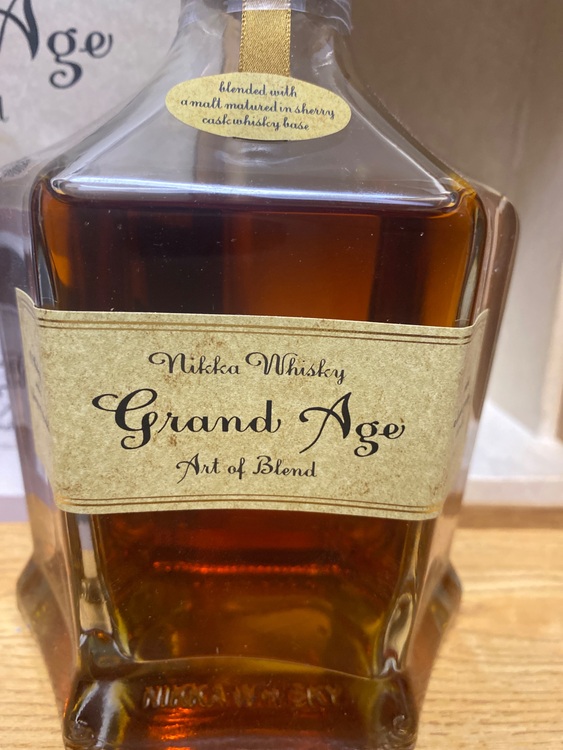 Age
blended with
a malt matured in sherry
cask whisky base
Nikka Whisky
Grand Age
Art of Blend
NIKKA WHISKY